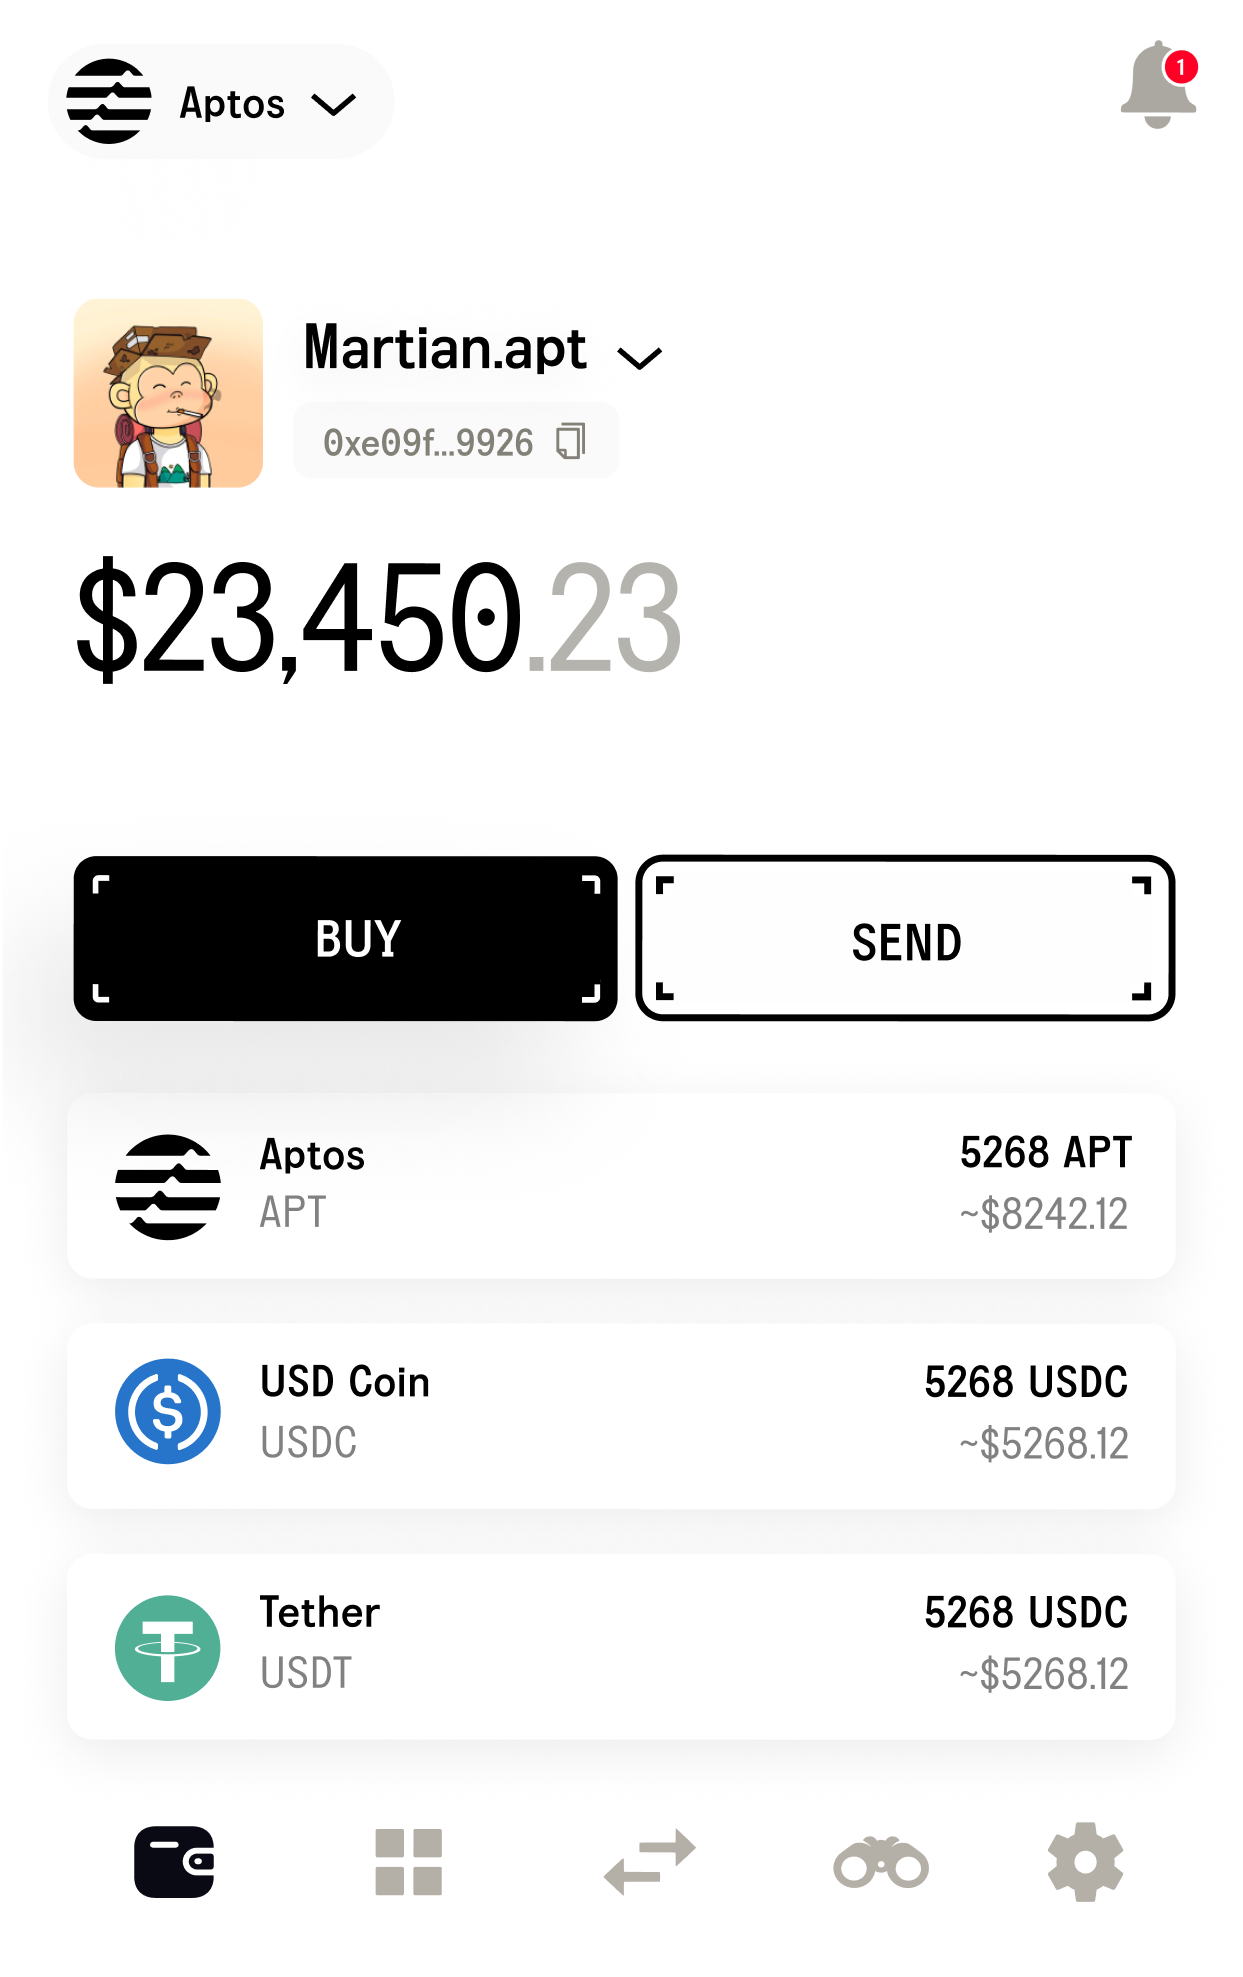 Aptos
1
Martian.apt
0xe09f...9926
$23,450.23
BUY
SEND
Aptos
5268 APT
APT
~$8242.12
USD Coin
5268 USDC
USDC
~$5268.12
Tether
5268 USDC
USDT
~$5268.12